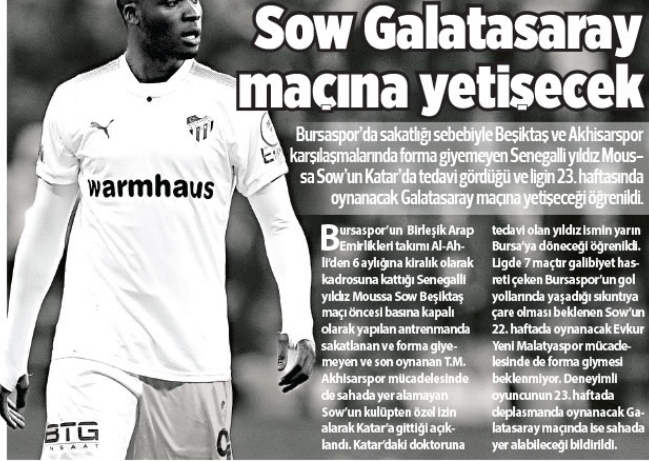 Sow Galatasaray
maçına yetişecek
Bursaspor'da sakatlığı sebebiyle Beşiktaş ve Akhisarspor
karşılaşmalarında forma giyemeyen Senegalli yıldız Mous-
sa Sow'un Katar'da tedavi gördüğü ve ligin 23. haftasında
oynanacak Galatasaray maçına yetişeceği öğrenildi.
Bursaspor'un Birleşik Arap
Emirlikleri takımı Al-Ah-
li'den 6 aylığına kiralık olarak
kadrosuna kattığı Senegalli
yıldız Moussa Sow Beşiktaş
maçı öncesi basına kapalı
olarak yapılan antrenmanda
sakatlanan ve forma giye-
meyen ve son oynanan T.M.
Akhisarspor mücadelesinde
de sahada yer alamayan
Sow'un kulüpten özel izin
alarak Katar'a gittiği açık-
landı. Katar'daki doktoruna
tedavi olan yıldız ismin yarın
Bursa'ya döneceği öğrenildi.
Ligde 7 maçtır galibiyet has-
reti çeken Bursaspor'un gol
yollarında yaşadığı sıkıntıya
çare olması beklenen Sow'un
22. haftada oynanacak Evkur
Yeni Malatyaspor mücade-
lesinde de forma giymesi
beklenmiyor. Deneyimli
oyuncunun 23. haftada
deplasmanda oynanacak Ga-
latasaray maçında ise sahada
yer alabileceği bildirildi.
warmhaus
BTG
İNŞAAT